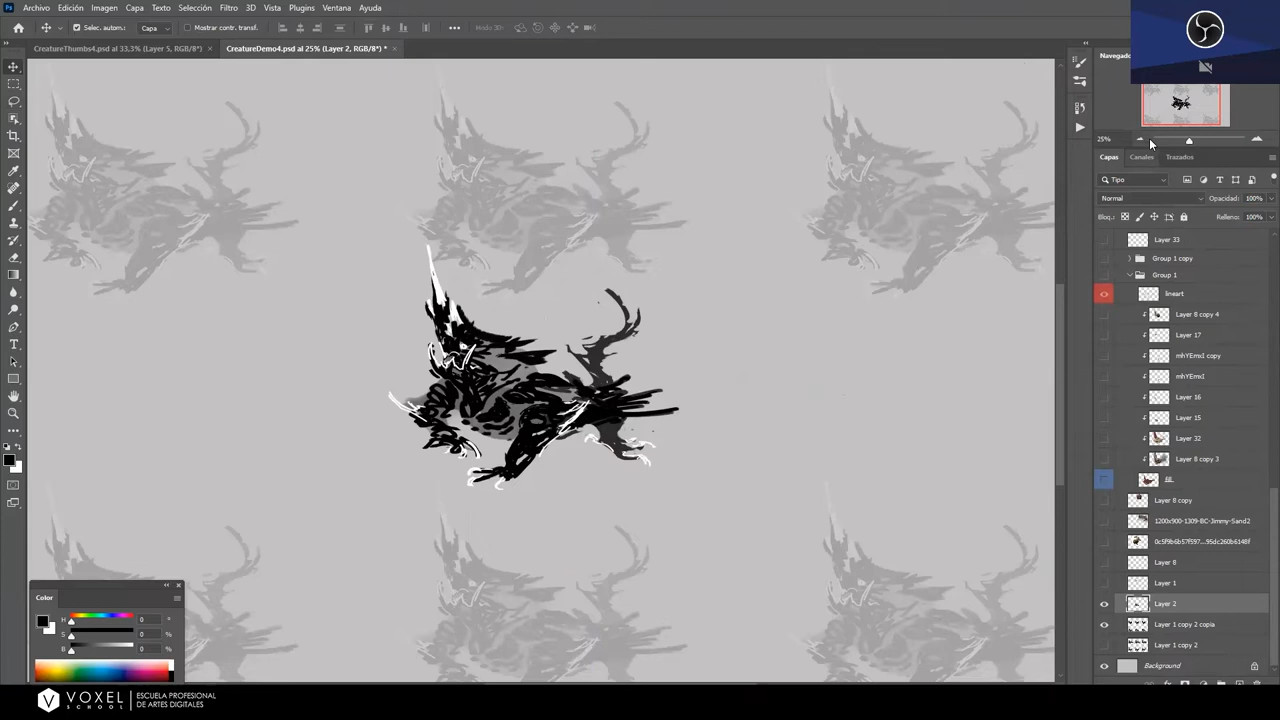 Archivo Edición Imagen Capa Texto Selección Filtro 3D Vista Plugins Ventana Ayuda
Selec. autom.: Capa Mostrar contr. transf. Modo 3D:
CreatureThumbs4.psd al 33,3% (Layer 5, RGB/8*) × CreatureDemo4.psd al 25% (Layer 2, RGB/8*) * ×
Navegador
25%
Capas Canales Trazados
Tipo
Normal Opacidad: 100%
Bloq.: Relleno: 100%
Layer 33
Group 1 copy
Group 1
lineart
Layer 8 copy 4
Layer 17
mhYEmxI copy
mhYEmxI
Layer 16
Layer 15
Layer 32
Layer 8 copy 3
Layer 8 copy
1200x900-1309-BC-Jimmy-Sand2
0c5f9b6b57f597...95dc260b6148f
Layer 8
Layer 1
Layer 2
Layer 1 copy 2 copia
Layer 1 copy 2
Background
Color
H 0 °
S 0 %
B 0 %
VOXEL SCHOOL
ESCUELA PROFESIONAL
DE ARTES DIGITALES